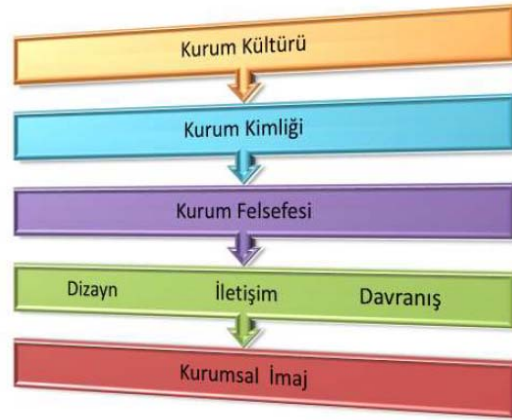 Kurum Kültürü
Kurum Kimliği
Kurum Felsefesi
Dizayn İletişim Davranış
Kurumsal İmaj